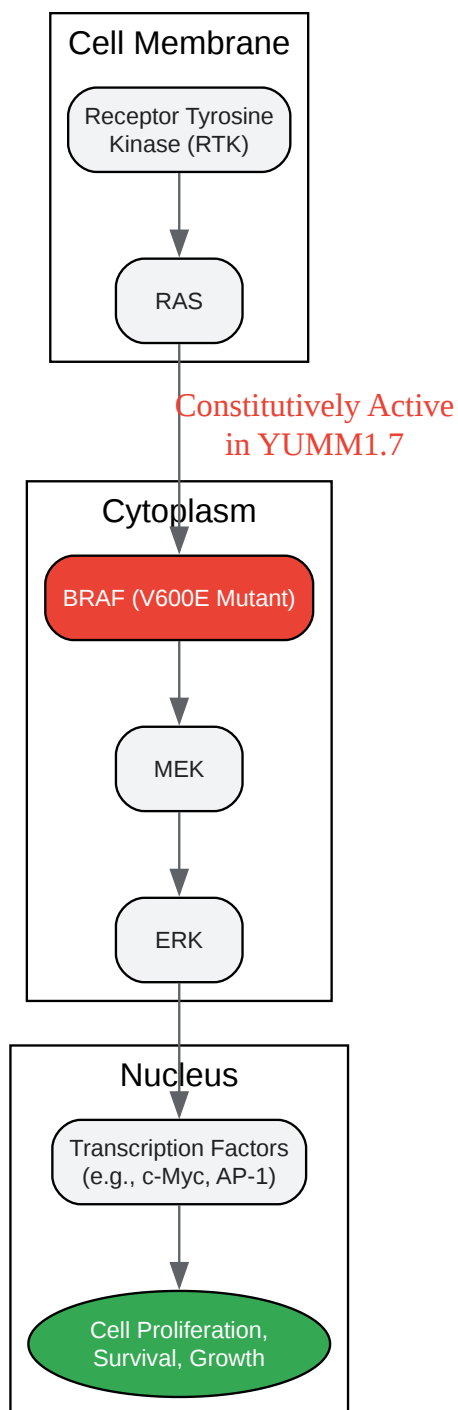 Cell Membrane
Receptor Tyrosine
Kinase (RTK)
RAS
Constitutively Active
in YUMM1.7
Cytoplasm
BRAF (V600E Mutant)
MEK
ERK
Nucleus
Transcription Factors
(e.g., c-Myc, AP-1)
Cell Proliferation,
Survival, Growth